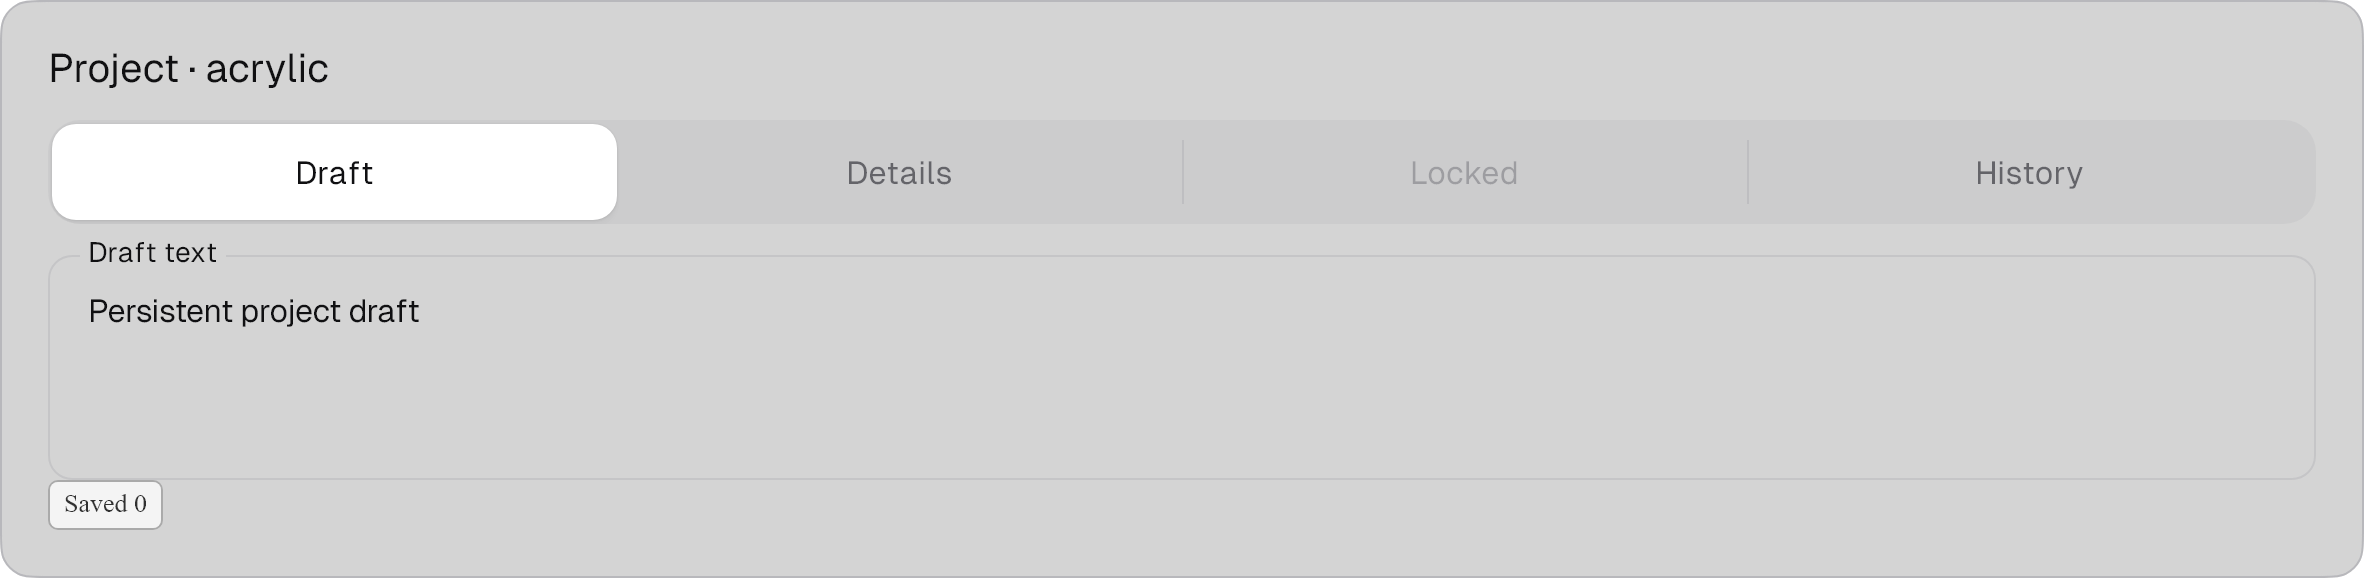 Project · acrylic
Draft Details Locked History
Draft text
Persistent project draft
Saved 0